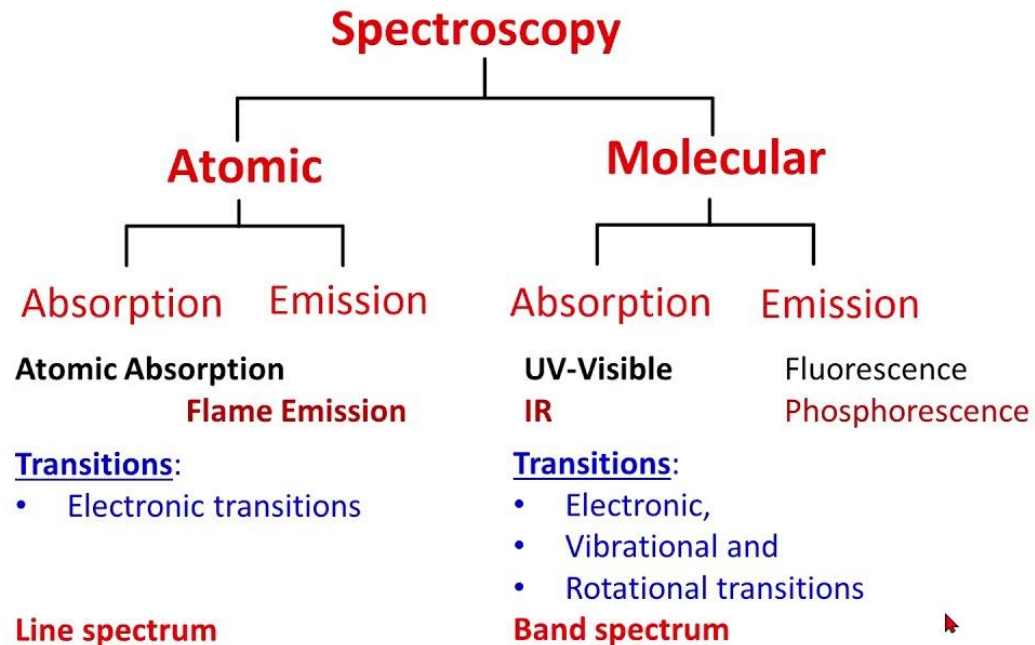 Spectroscopy
Atomic
Molecular
Absorption
Emission
Absorption
Emission
Atomic Absorption
Flame Emission
UV-Visible
IR
Fluorescence
Phosphorescence
Transitions:
• Electronic transitions
Transitions:
• Electronic,
• Vibrational and
• Rotational transitions
Line spectrum
Band spectrum